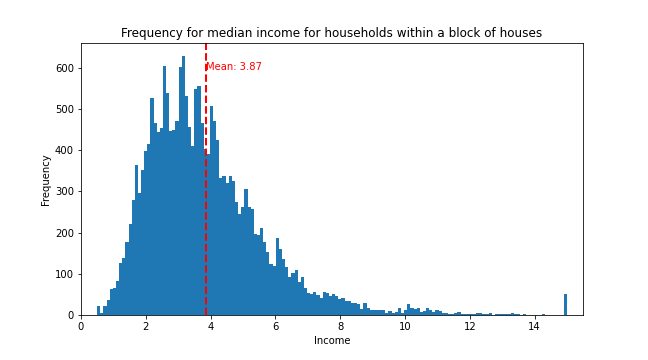 Frequency for median income for households within a block of houses
Mean: 3.87
Frequency
600
500
400
300
200
100
0
0 2 4 6 8 10 12 14
Income